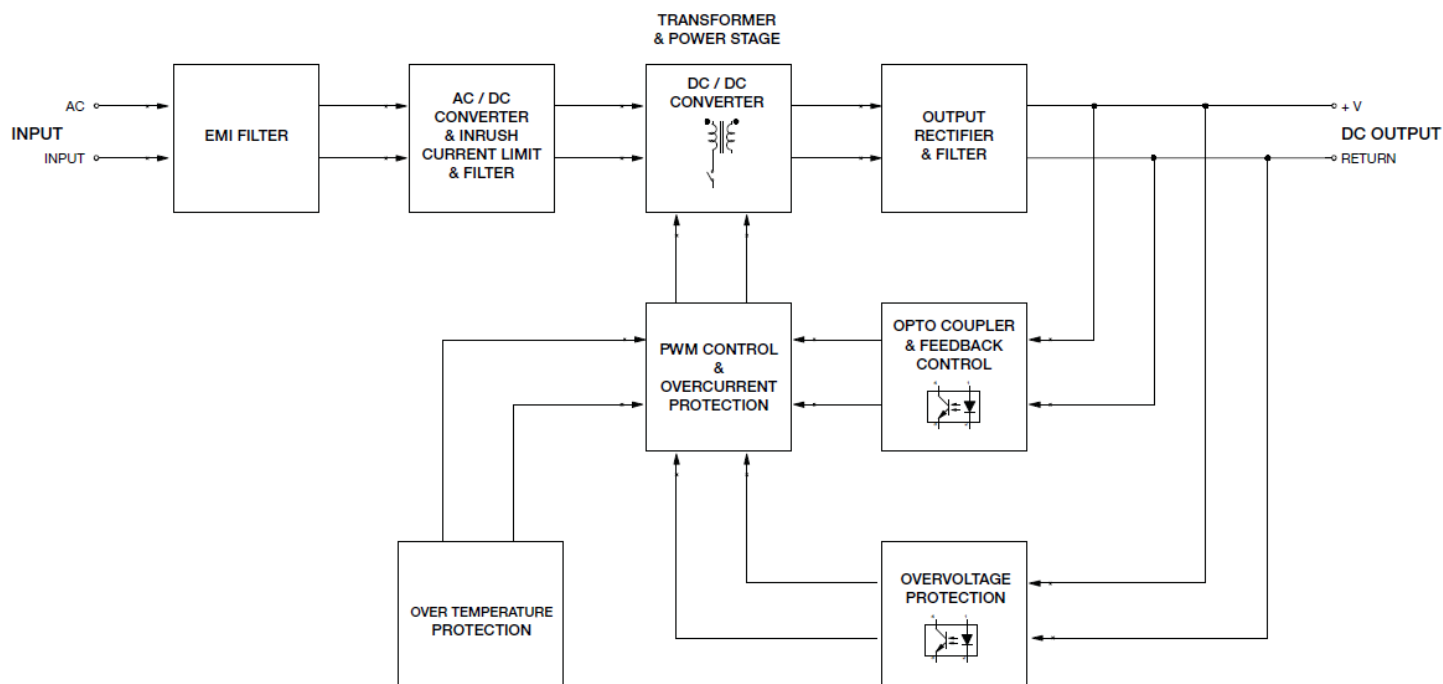 TRANSFORMER
& POWER STAGE
AC
INPUT
INPUT
EMI FILTER
AC / DC
CONVERTER
& INRUSH
CURRENT LIMIT
& FILTER
DC / DC
CONVERTER
OUTPUT
RECTIFIER
& FILTER
+ V
DC OUTPUT
RETURN
PWM CONTROL
&
OVERCURRENT
PROTECTION
OPTO COUPLER
& FEEDBACK
CONTROL
OVER TEMPERATURE
PROTECTION
OVERVOLTAGE
PROTECTION